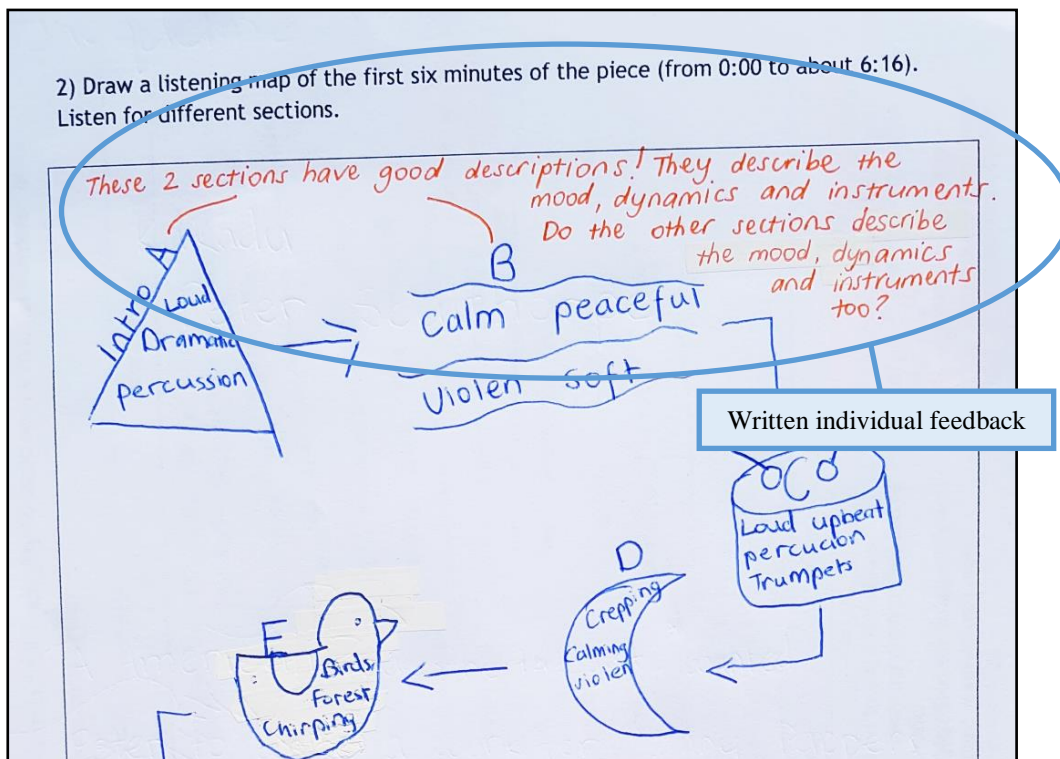 2) Draw a listening map of the first six minutes of the piece (from 0:00 to about 6:16).
Listen for different sections.
These 2 sections have good descriptions! They describe the
mood, dynamics and instruments.
Do the other sections describe
the mood, dynamics
and instruments
too?
Intro A
Loud
Dramatic
percussion
B
Calm peaceful
Violen soft
Written individual feedback
C
Loud upbeat
percucion
Trumpets
D
Crepping
Calming
violen
E
Birds
Forest
Chirping